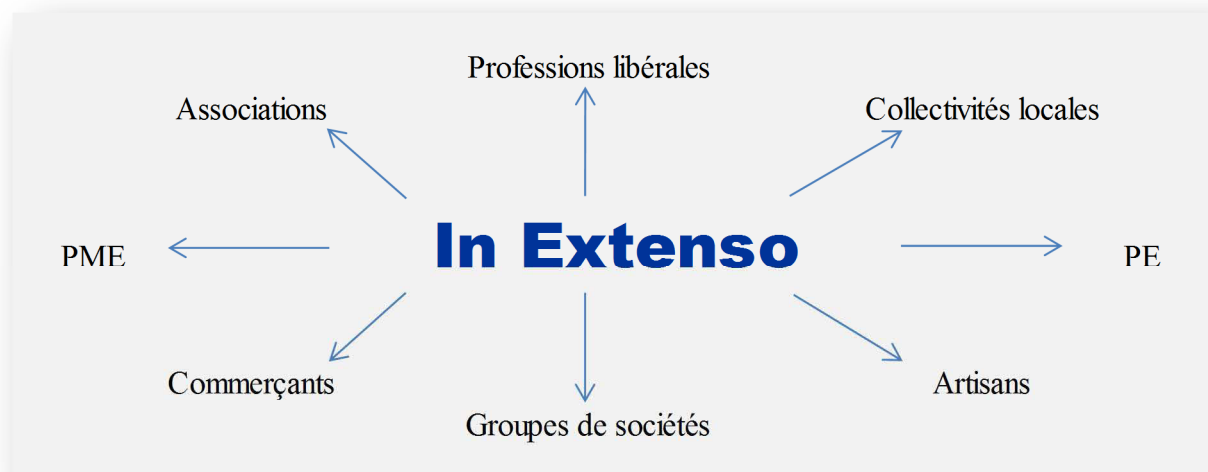 Professions libérales
Associations
Collectivités locales
In Extenso
PME
PE
Commerçants
Artisans
Groupes de sociétés